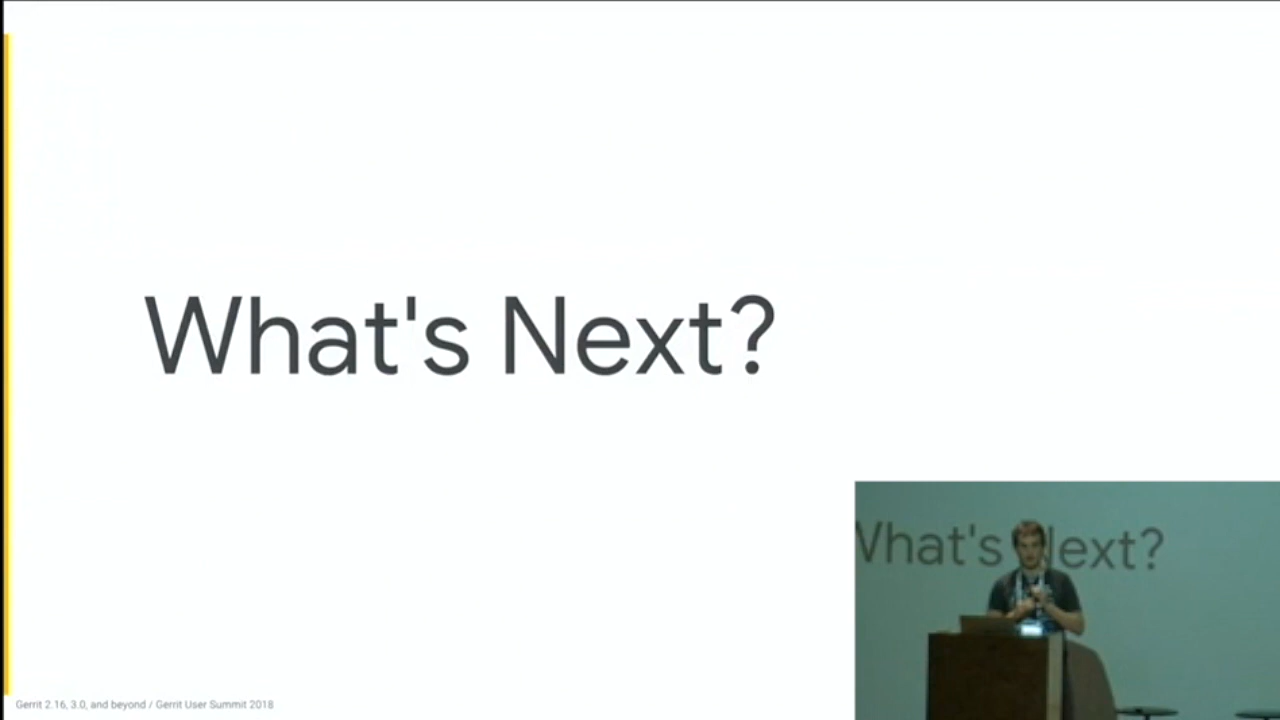 What's Next?
Gerrit 2.16, 3.0, and beyond / Gerrit User Summit 2018
What's Next?